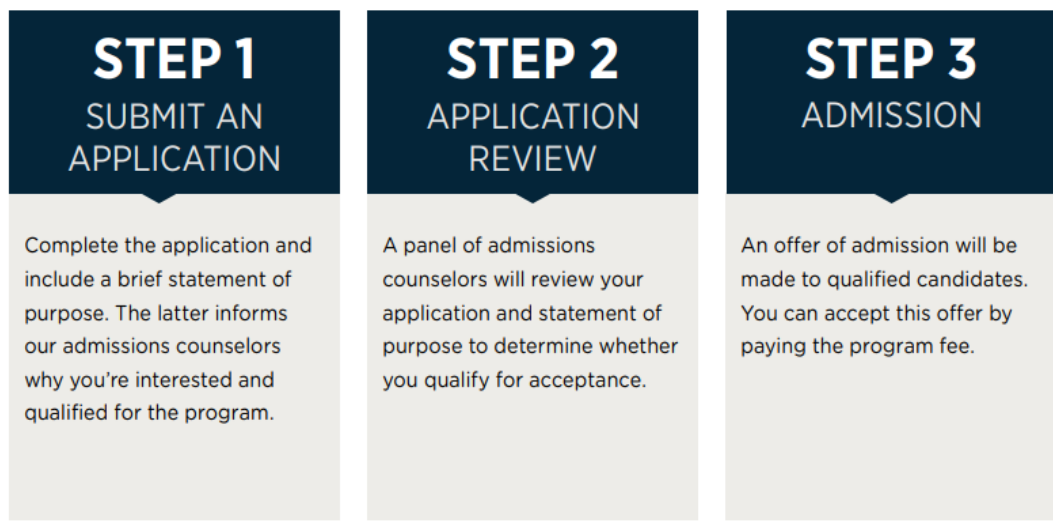 STEP 1
SUBMIT AN
APPLICATION
Complete the application and
include a brief statement of
purpose. The latter informs
our admissions counselors
why you’re interested and
qualified for the program.
STEP 2
APPLICATION
REVIEW
A panel of admissions
counselors will review your
application and statement of
purpose to determine whether
you qualify for acceptance.
STEP 3
ADMISSION
An offer of admission will be
made to qualified candidates.
You can accept this offer by
paying the program fee.